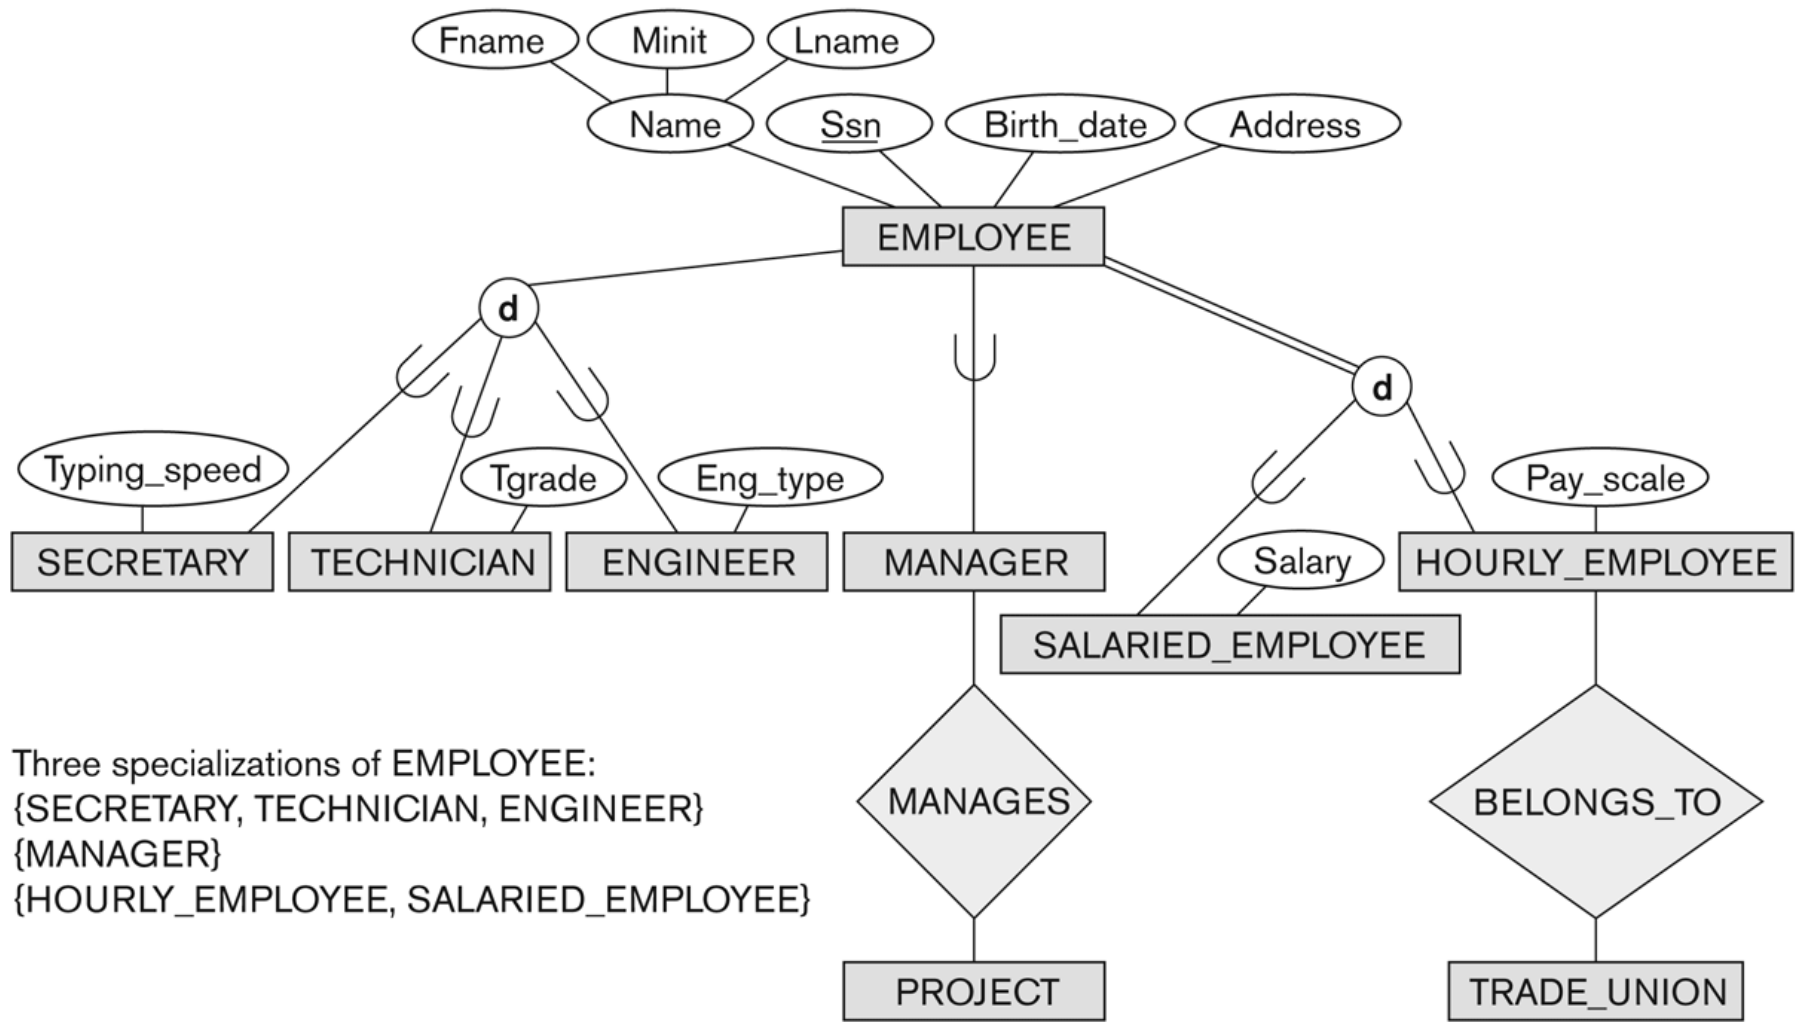 Fname Minit Lname
Name Ssn Birth_date Address
EMPLOYEE
d
d
Typing_speed Tgrade Eng_type Pay_scale
SECRETARY TECHNICIAN ENGINEER MANAGER Salary HOURLY_EMPLOYEE
SALARIED_EMPLOYEE
Three specializations of EMPLOYEE:
{SECRETARY, TECHNICIAN, ENGINEER}
{MANAGER}
{HOURLY_EMPLOYEE, SALARIED_EMPLOYEE}
MANAGES BELONGS_TO
PROJECT TRADE_UNION